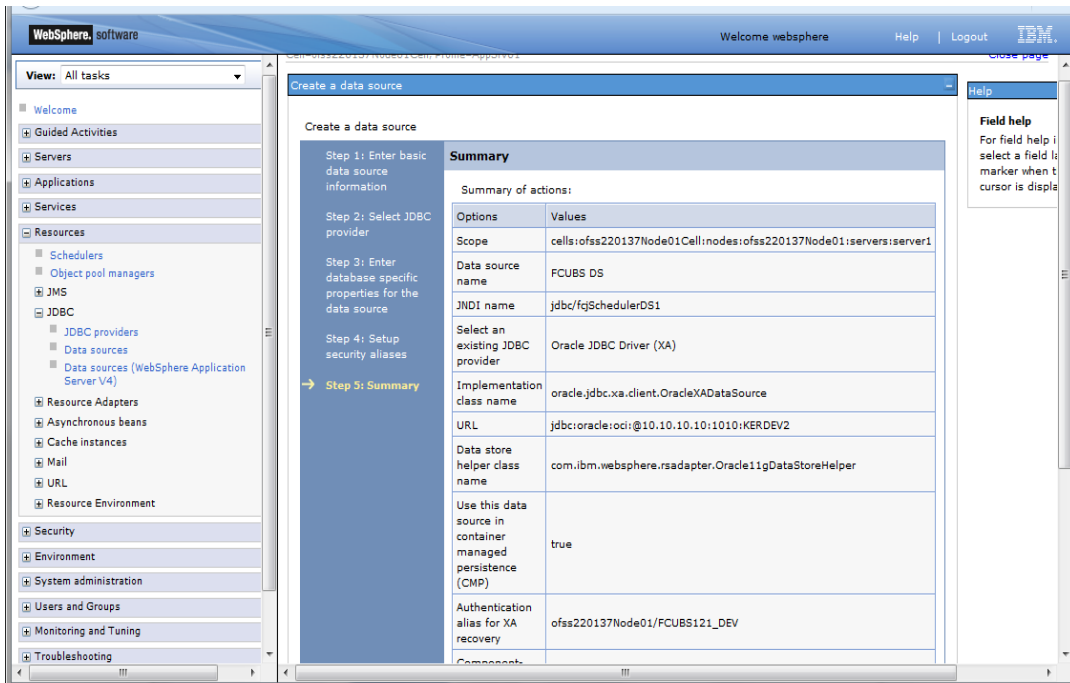 WebSphere. software
Welcome websphere Help | Logout IBM.
Cell=ofss220137Node01Cell, Profile=AppSrv01
Close page
View: All tasks
Welcome
Guided Activities
Servers
Applications
Services
Resources
Schedulers
Object pool managers
JMS
JDBC
JDBC providers
Data sources
Data sources (WebSphere Application
Server V4)
Resource Adapters
Asynchronous beans
Cache instances
Mail
URL
Resource Environment
Security
Environment
System administration
Users and Groups
Monitoring and Tuning
Troubleshooting
Create a data source
Create a data source
Step 1: Enter basic
data source
information
Step 2: Select JDBC
provider
Step 3: Enter
database specific
properties for the
data source
Step 4: Setup
security aliases
Step 5: Summary
Summary
Summary of actions:
Options Values
Scope cells:ofss220137Node01Cell:nodes:ofss220137Node01:servers:server1
Data source
name
FCUBS DS
JNDI name jdbc/fcjSchedulerDS1
Select an
existing JDBC
provider
Oracle JDBC Driver (XA)
Implementation
class name
oracle.jdbc.xa.client.OracleXADataSource
URL jdbc:oracle:oci:@10.10.10.10:1010:KERDEV2
Data store
helper class
name
com.ibm.websphere.rsadapter.Oracle11gDataStoreHelper
Use this data
source in
container
managed
persistence
(CMP)
true
Authentication
alias for XA
recovery
ofss220137Node01/FCUBS121_DEV
Component-
Help
Field help
For field help i
select a field la
marker when t
cursor is displa